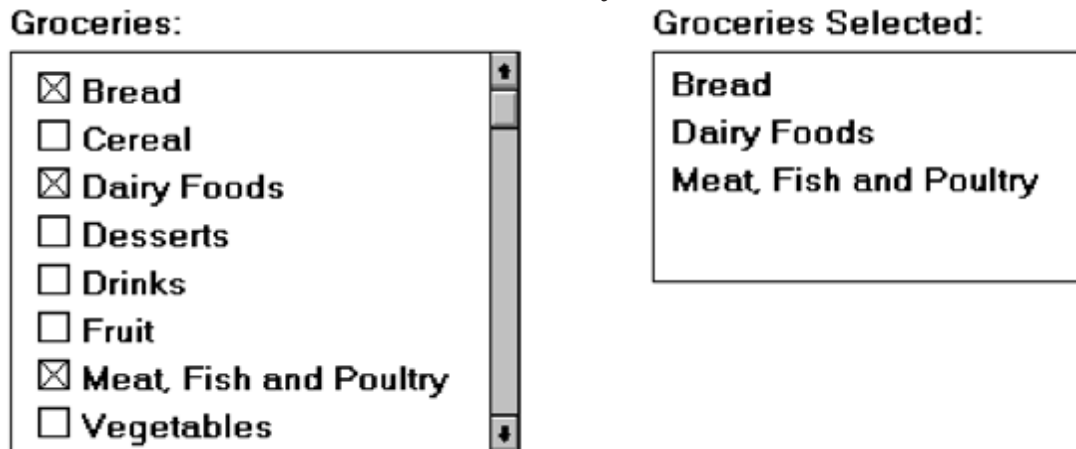 Groceries:
Bread
Cereal
Dairy Foods
Desserts
Drinks
Fruit
Meat, Fish and Poultry
Vegetables
Groceries Selected:
Bread
Dairy Foods
Meat, Fish and Poultry